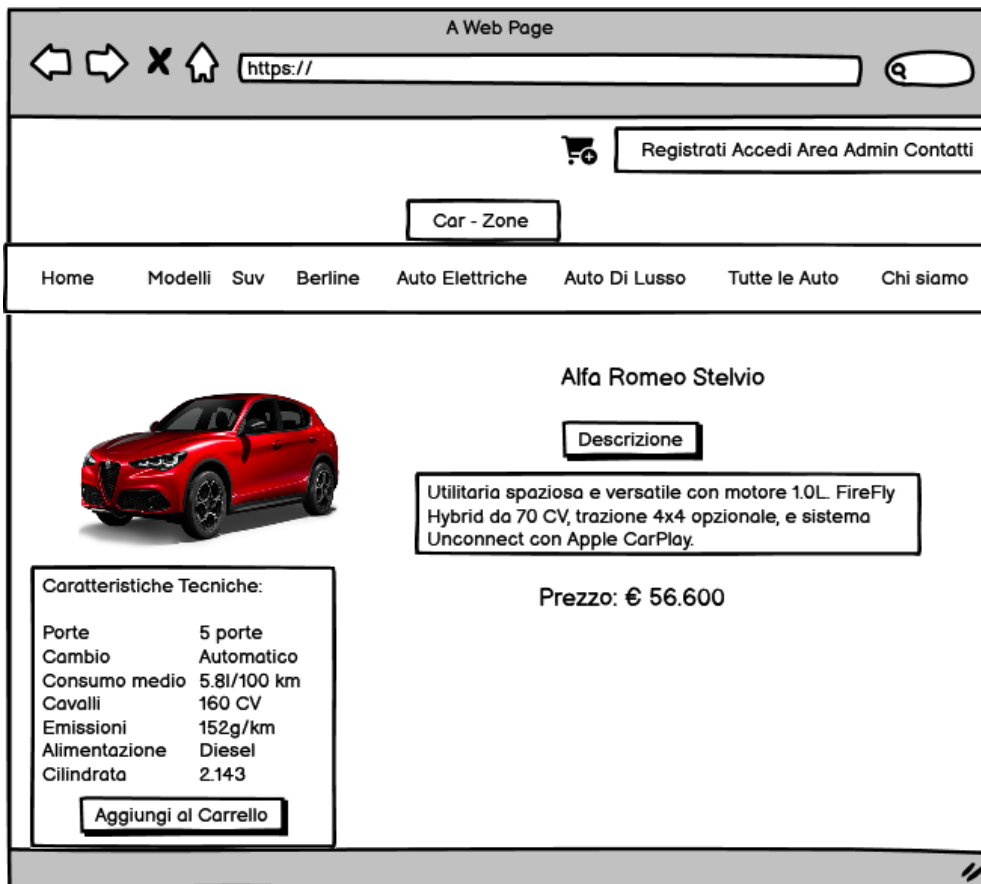 A Web Page
https://
Registrati Accedi Area Admin Contatti
Car - Zone
Home Modelli Suv Berline Auto Elettriche Auto Di Lusso Tutte le Auto Chi siamo
Alfa Romeo Stelvio
Descrizione
Utilitaria spaziosa e versatile con motore 1.0L. FireFly
Hybrid da 70 CV, trazione 4x4 opzionale, e sistema
Unconnect con Apple CarPlay.
Prezzo: € 56.600
Caratteristiche Tecniche:
Porte 5 porte
Cambio Automatico
Consumo medio 5.8l/100 km
Cavalli 160 CV
Emissioni 152g/km
Alimentazione Diesel
Cilindrata 2.143
Aggiungi al Carrello